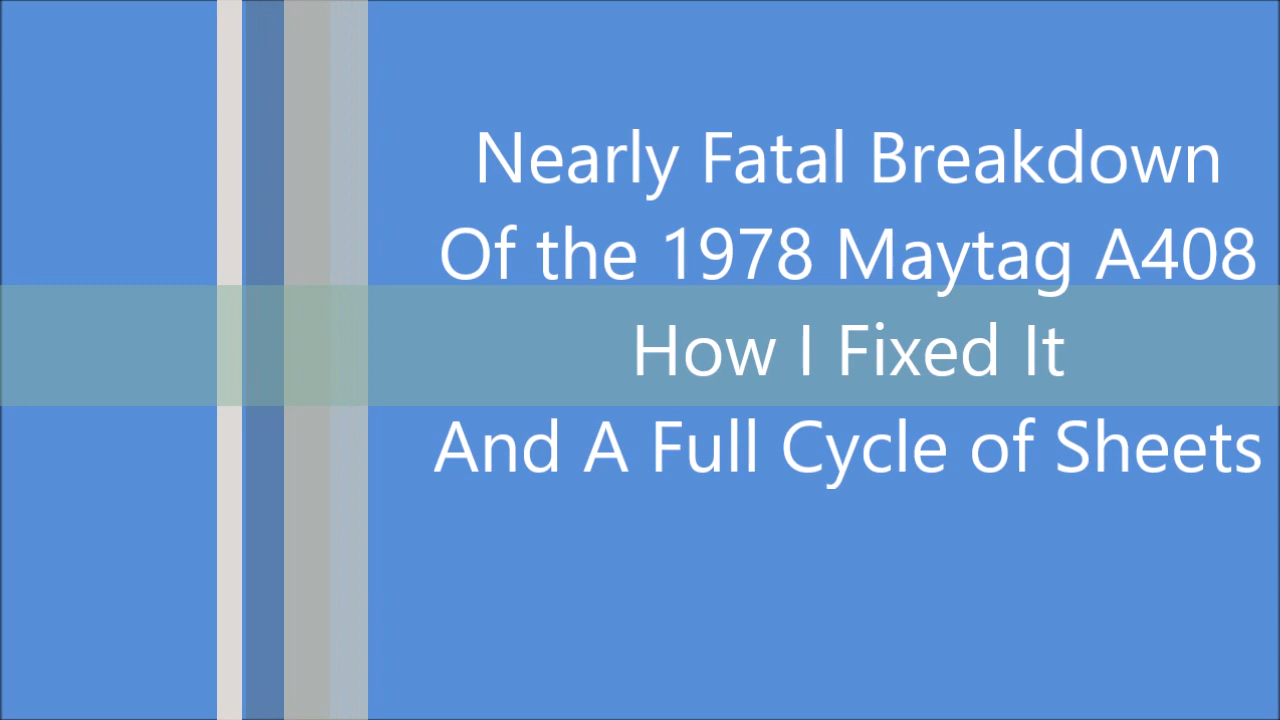 Nearly Fatal Breakdown
Of the 1978 Maytag A408
How I Fixed It
And A Full Cycle of Sheets